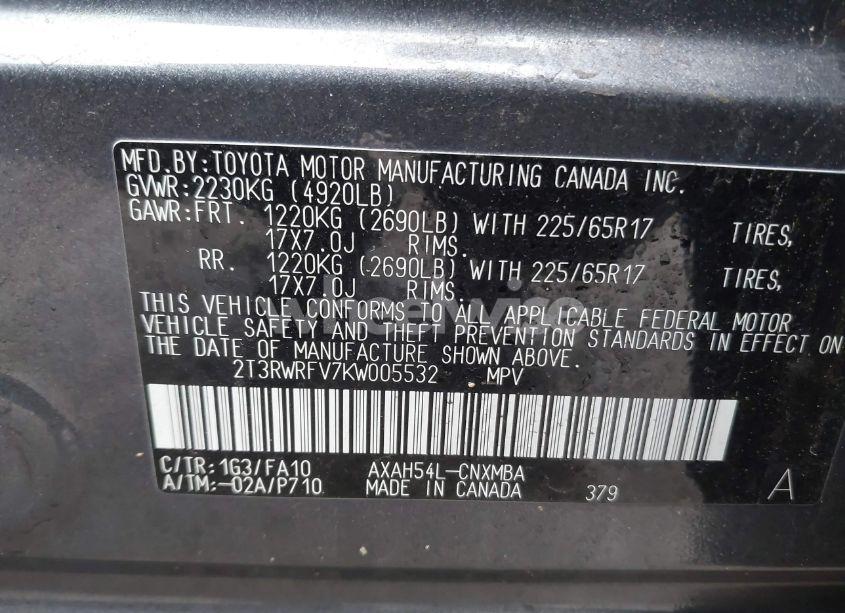 MFD.BY:TOYOTA MOTOR MANUFACTURING CANADA INC.
GVWR:2230KG (4920LB)
GAWR:FRT. 1220KG (2690LB) WITH 225/65R17 TIRES,
17X7.0J RIMS.
RR. 1220KG (2690LB) WITH 225/65R17 TIRES,
17X7.0J RIMS.
THIS VEHICLE CONFORMS TO ALL APPLICABLE FEDERAL MOTOR
VEHICLE SAFETY AND THEFT PREVENTION STANDARDS IN EFFECT ON
THE DATE OF MANUFACTURE SHOWN ABOVE.
2T3RWRFV7KW005532 MPV
C/TR:1G3/FA10 AXAH54L-CNXMBA
A/TM:-02A/P710 MADE IN CANADA 379 A